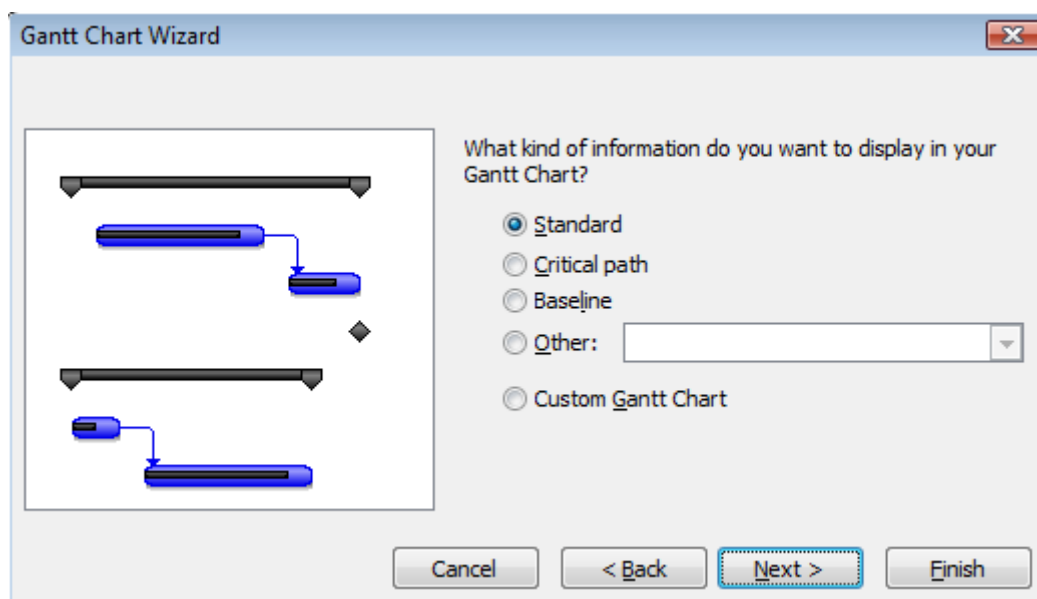 Gantt Chart Wizard
What kind of information do you want to display in your
Gantt Chart?
Standard
Critical path
Baseline
Other:
Custom Gantt Chart
Cancel
< Back
Next >
Finish